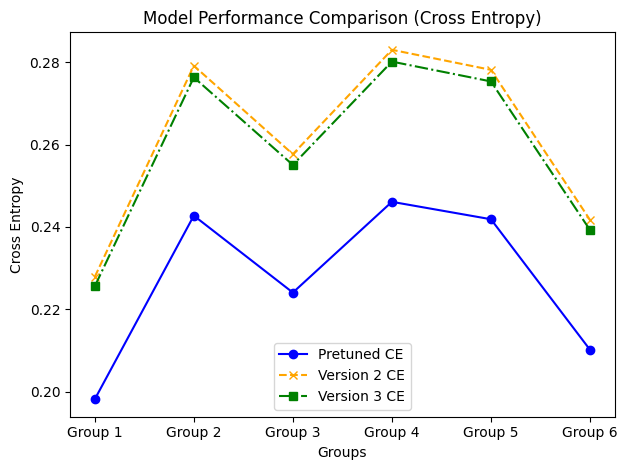 Model Performance Comparison (Cross Entropy)
0.28
0.26
0.24
0.22
0.20
Cross Entropy
Pretuned CE
Version 2 CE
Version 3 CE
Group 1 Group 2 Group 3 Group 4 Group 5 Group 6
Groups